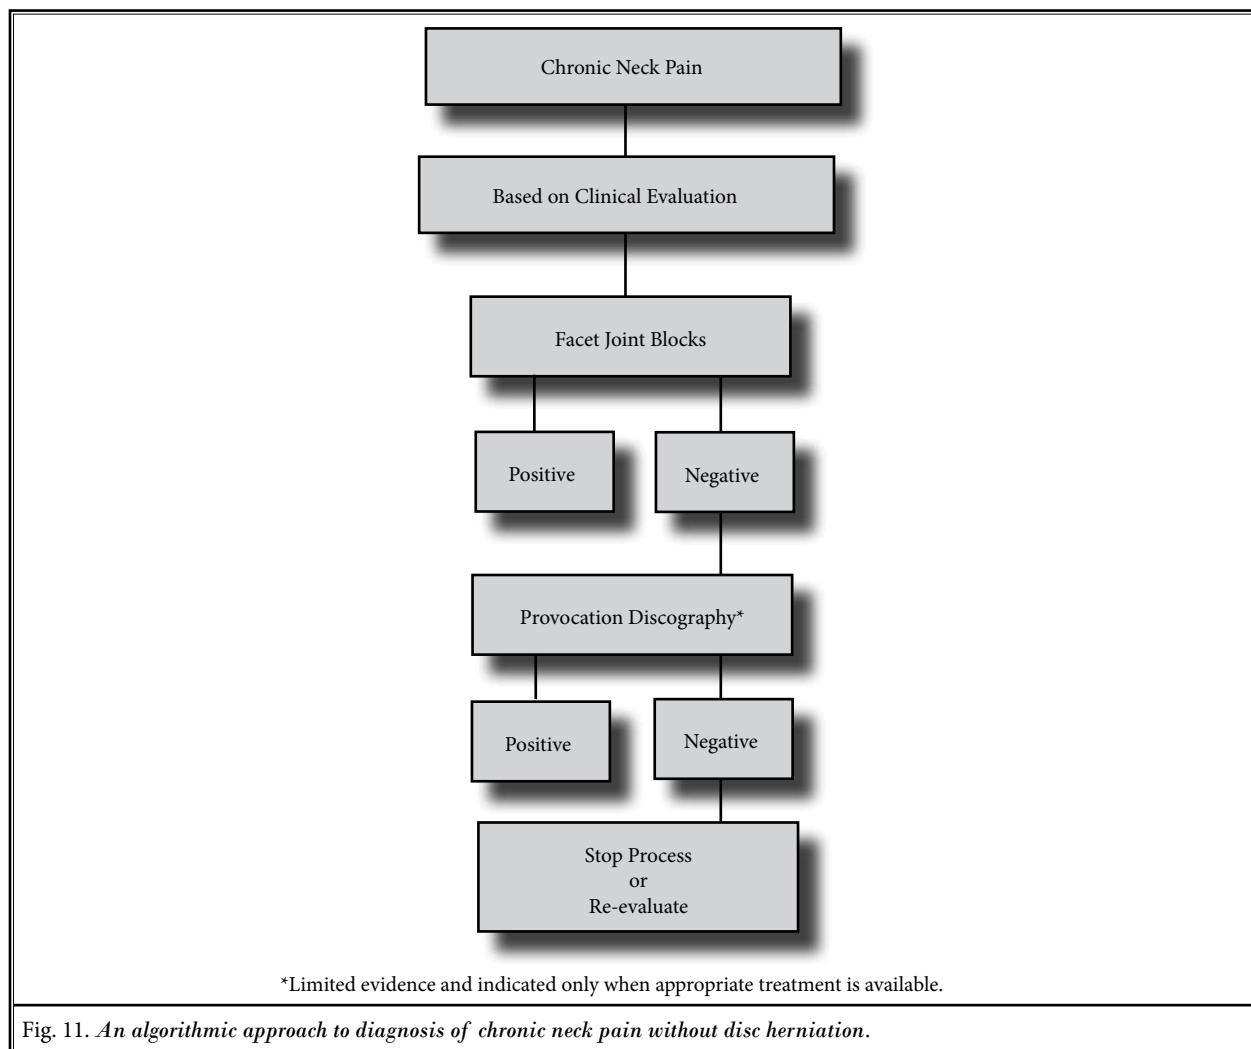 Chronic Neck Pain
Based on Clinical Evaluation
Facet Joint Blocks
Positive
Negative
Provocation Discography*
Positive
Negative
Stop Process
or
Re-evaluate
*Limited evidence and indicated only when appropriate treatment is available.
Fig. 11. An algorithmic approach to diagnosis of chronic neck pain without disc herniation.